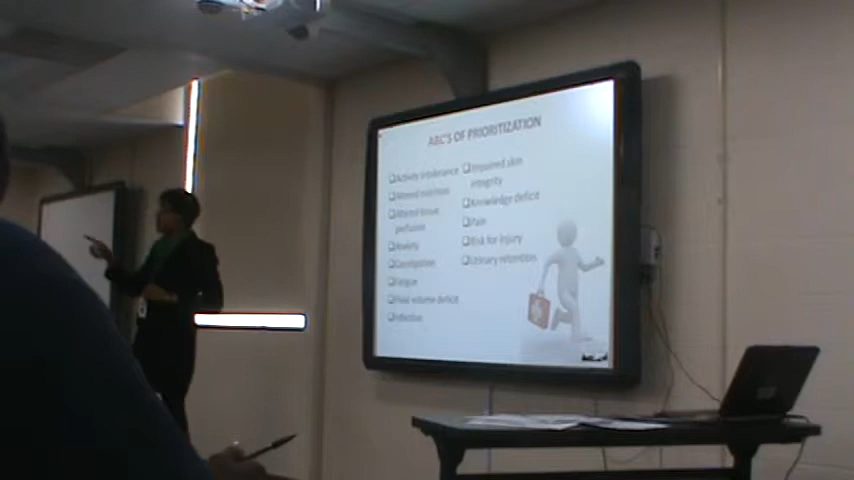 ABC'S OF PRIORITIZATION
Activity intolerance
Altered nutrition
Altered tissue
perfusion
Anxiety
Constipation
Fatigue
Fluid volume deficit
Infection
Impaired skin
integrity
Knowledge deficit
Pain
Risk for injury
Urinary retention